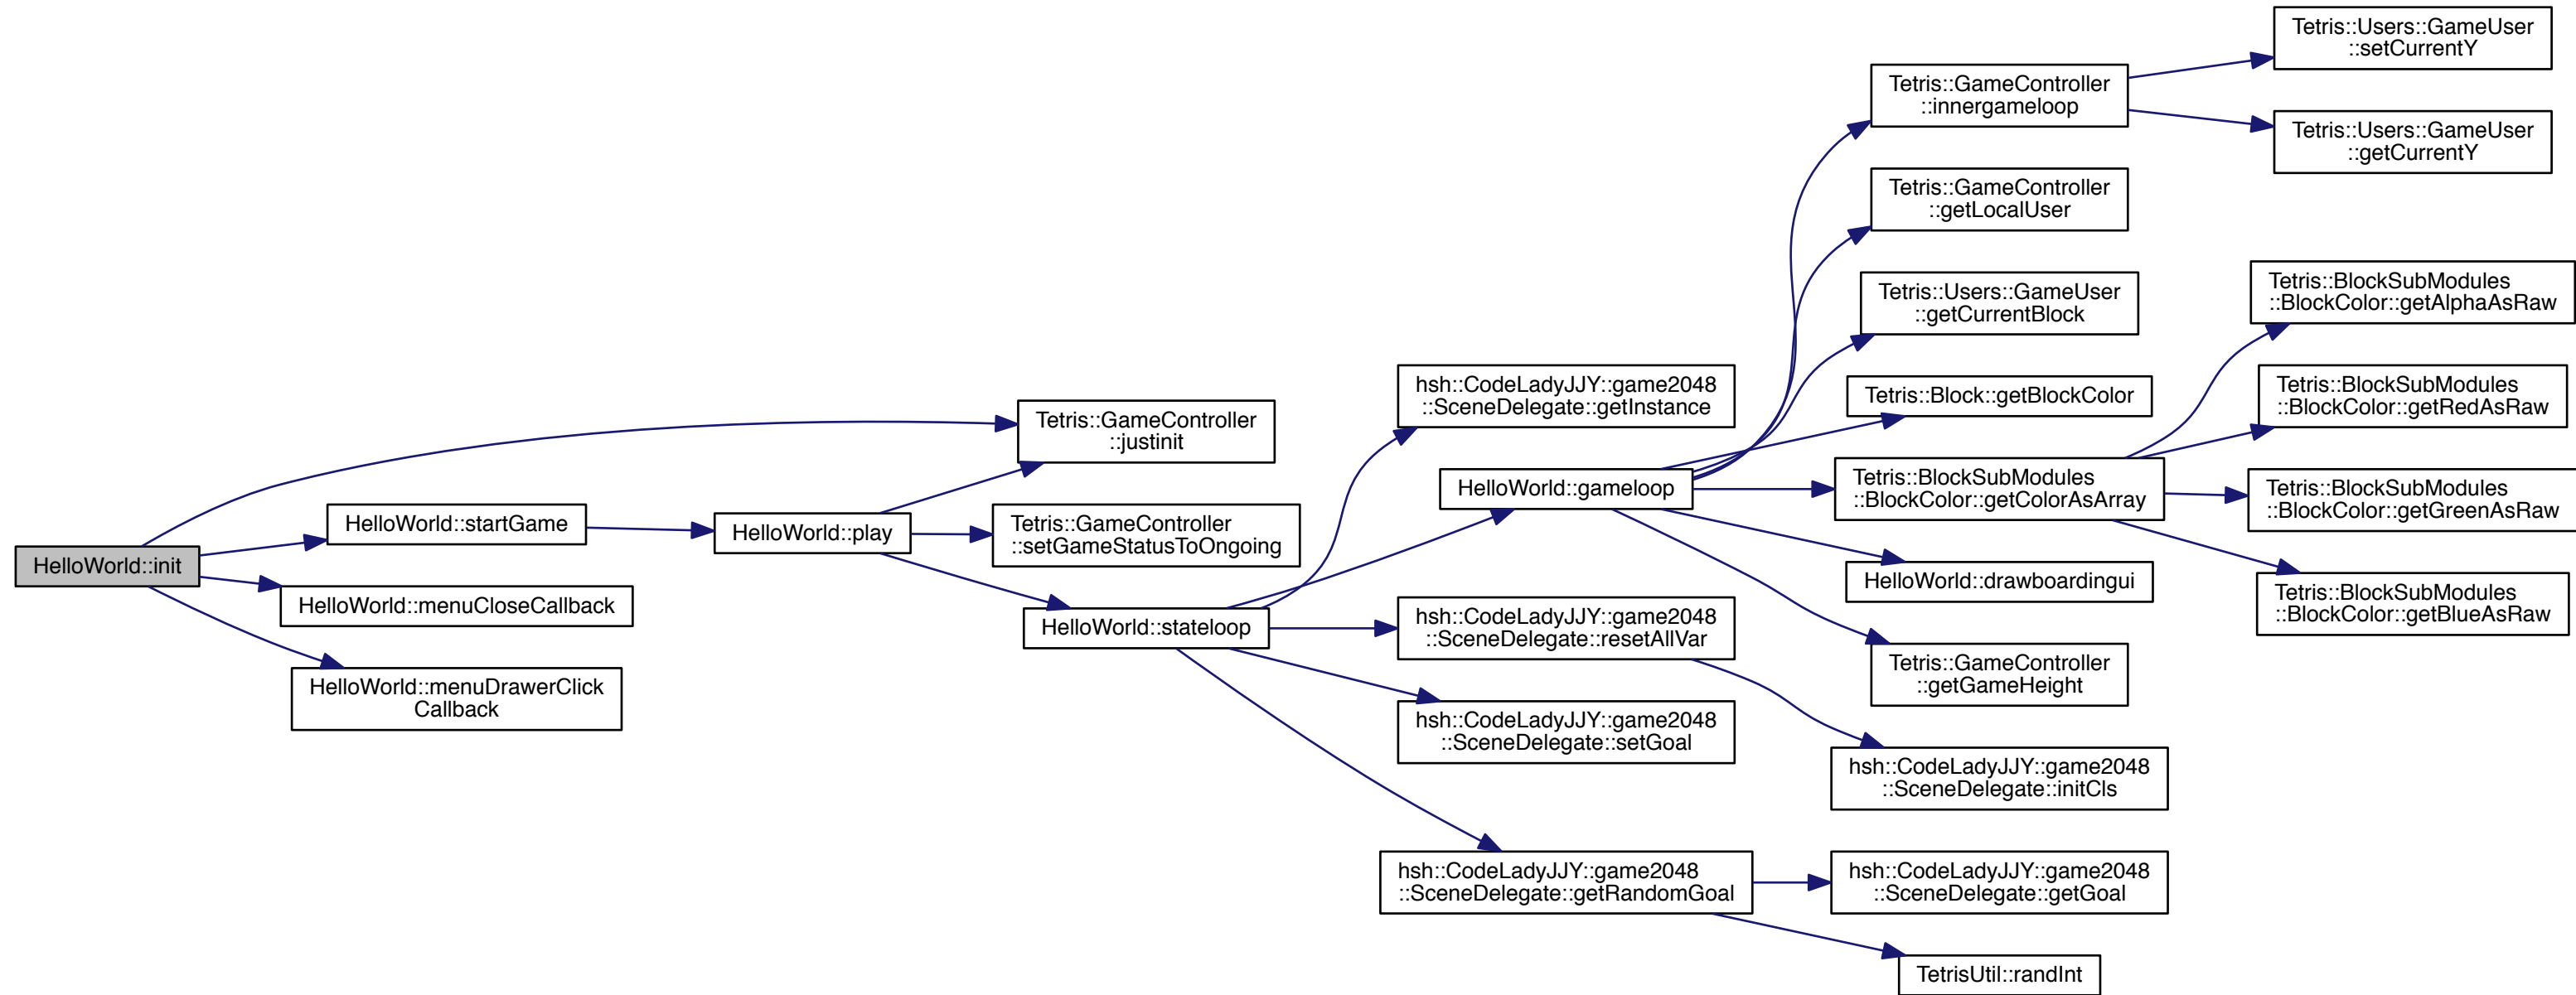 HelloWorld::init
HelloWorld::startGame
HelloWorld::menuCloseCallback
HelloWorld::menuDrawerClick
Callback
HelloWorld::play
Tetris::GameController
::justinit
Tetris::GameController
::setGameStatusToOngoing
HelloWorld::stateloop
hsh::CodeLadyJJY::game2048
::SceneDelegate::getInstance
HelloWorld::gameloop
hsh::CodeLadyJJY::game2048
::SceneDelegate::resetAllVar
hsh::CodeLadyJJY::game2048
::SceneDelegate::setGoal
hsh::CodeLadyJJY::game2048
::SceneDelegate::getRandomGoal
Tetris::GameController
::innergameloop
Tetris::GameController
::getLocalUser
Tetris::Users::GameUser
::getCurrentBlock
Tetris::Block::getBlockColor
Tetris::BlockSubModules
::BlockColor::getColorAsArray
HelloWorld::drawboardingui
Tetris::GameController
::getGameHeight
hsh::CodeLadyJJY::game2048
::SceneDelegate::initCls
hsh::CodeLadyJJY::game2048
::SceneDelegate::getGoal
TetrisUtil::randInt
Tetris::Users::GameUser
::setCurrentY
Tetris::Users::GameUser
::getCurrentY
Tetris::BlockSubModules
::BlockColor::getAlphaAsRaw
Tetris::BlockSubModules
::BlockColor::getRedAsRaw
Tetris::BlockSubModules
::BlockColor::getGreenAsRaw
Tetris::BlockSubModules
::BlockColor::getBlueAsRaw